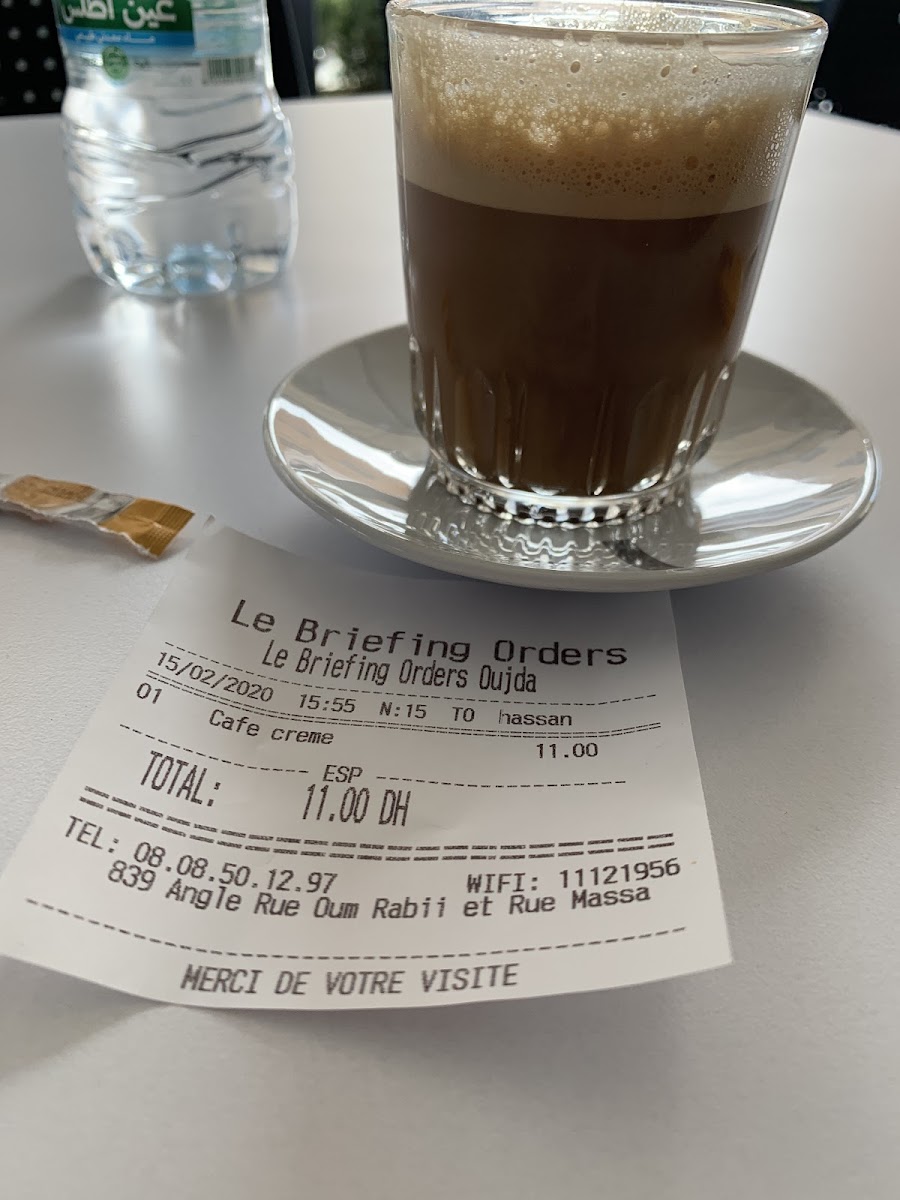 عين أطلس
Le Briefing Orders
Le Briefing Orders Oujda
15/02/2020 15:55 N:15 TO hassan
01 Cafe creme 11.00
ESP
TOTAL: 11.00 DH
TEL: 08.08.50.12.97 WIFI: 11121956
839 Angle Rue Oum Rabii et Rue Massa
MERCI DE VOTRE VISITE